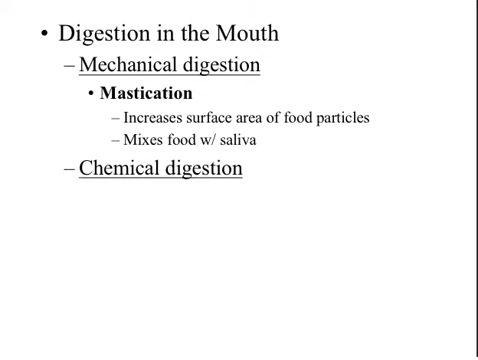 • Digestion in the Mouth
– Mechanical digestion
• Mastication
– Increases surface area of food particles
– Mixes food w/ saliva
– Chemical digestion